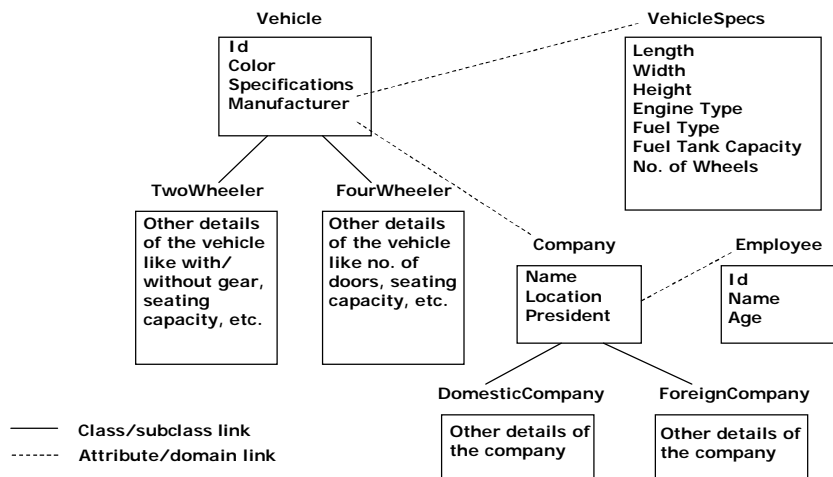 Vehicle
Id
Color
Specifications
Manufacturer
VehicleSpecs
Length
Width
Height
Engine Type
Fuel Type
Fuel Tank Capacity
No. of Wheels
TwoWheeler
Other details
of the vehicle
like with/
without gear,
seating
capacity, etc.
FourWheeler
Other details
of the vehicle
like no. of
doors, seating
capacity, etc.
Company
Name
Location
President
Employee
Id
Name
Age
DomesticCompany
Other details of
the company
ForeignCompany
Other details of
the company
Class/subclass link
Attribute/domain link